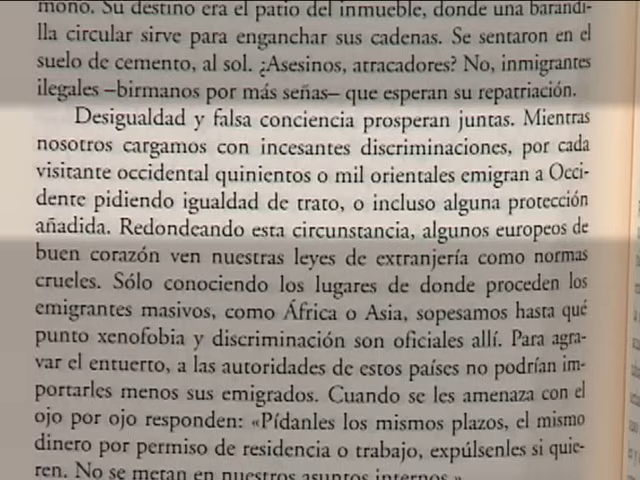 mono. Su destino era el patio del inmueble, donde una barandi-
lla circular sirve para enganchar sus cadenas. Se sentaron en el
suelo de cemento, al sol. ¿Asesinos, atracadores? No, inmigrantes
ilegales –birmanos por más señas– que esperan su repatriación.
Desigualdad y falsa conciencia prosperan juntas. Mientras
nosotros cargamos con incesantes discriminaciones, por cada
visitante occidental quinientos o mil orientales emigran a Occi-
dente pidiendo igualdad de trato, o incluso alguna protección
añadida. Redondeando esta circunstancia, algunos europeos de
buen corazón ven nuestras leyes de extranjería como normas
crueles. Sólo conociendo los lugares de donde proceden los
emigrantes masivos, como África o Asia, sopesamos hasta qué
punto xenofobia y discriminación son oficiales allí. Para agra-
var el entuerto, a las autoridades de estos países no podrían im-
portarles menos sus emigrados. Cuando se les amenaza con el
ojo por ojo responden: «Pídanles los mismos plazos, el mismo
dinero por permiso de residencia o trabajo, expúlsenles si quie-
ren. No se metan en nuestros asuntos internos.»